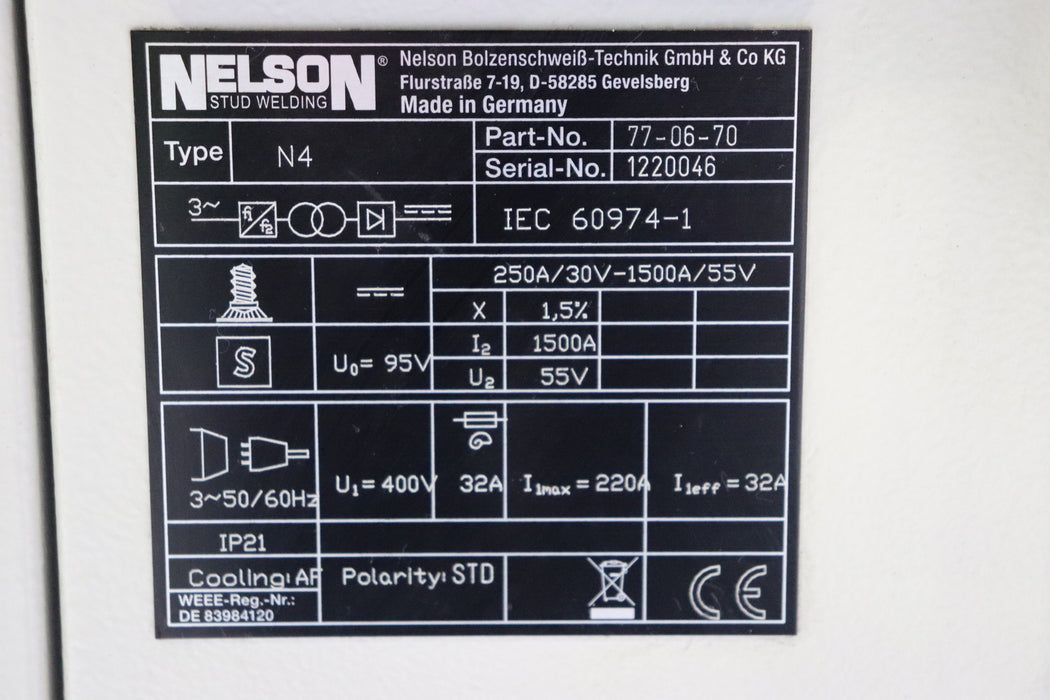 NELSON®
STUD WELDING
Nelson Bolzenschweiß-Technik GmbH & Co KG
Flurstraße 7-19, D-58285 Gevelsberg
Made in Germany
Type N4
Part-No. 77-06-70
Serial-No. 1220046
3~ f1/f2
IEC 60974-1
250A/30V-1500A/55V
X 1,5%
S
U₀= 95V
I₂ 1500A
U₂ 55V
3~50/60Hz
U₁= 400V
32A
I₁max = 220A
I₁eff = 32A
IP21
Cooling: AF
Polarity: STD
WEEE-Reg.-Nr.:
DE 83984120
CE